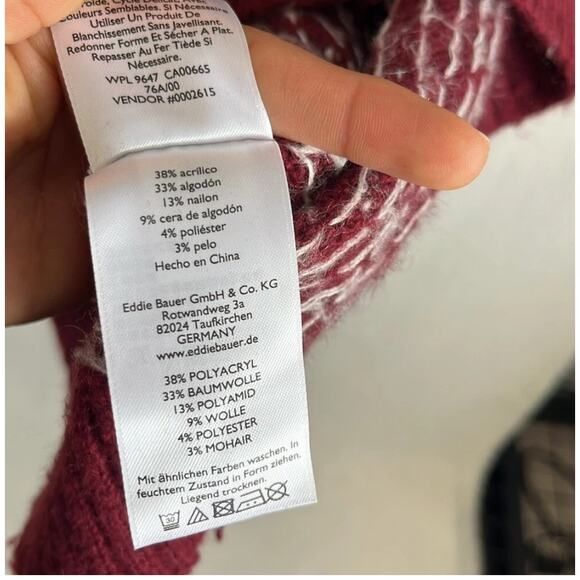 Froide, Cycle Délicat, Avec
Couleurs Semblables. Si Nécessaire,
Utiliser Un Produit De
Blanchissement Sans Javellisant.
Redonner Forme Et Sécher A Plat.
Repasser Au Fer Tiède Si
Nécessaire.
WPL 9647 CA00665
76A/00
VENDOR #0002615
38% acrílico
33% algodón
13% nailon
9% cera de algodón
4% poliéster
3% pelo
Hecho en China
Eddie Bauer GmbH & Co. KG
Rotwandweg 3a
82024 Taufkirchen
GERMANY
www.eddiebauer.de
38% POLYACRYL
33% BAUMWOLLE
13% POLYAMID
9% WOLLE
4% POLYESTER
3% MOHAIR
Mit ähnlichen Farben waschen. In
feuchtem Zustand in Form ziehen.
Liegend trocknen.
30